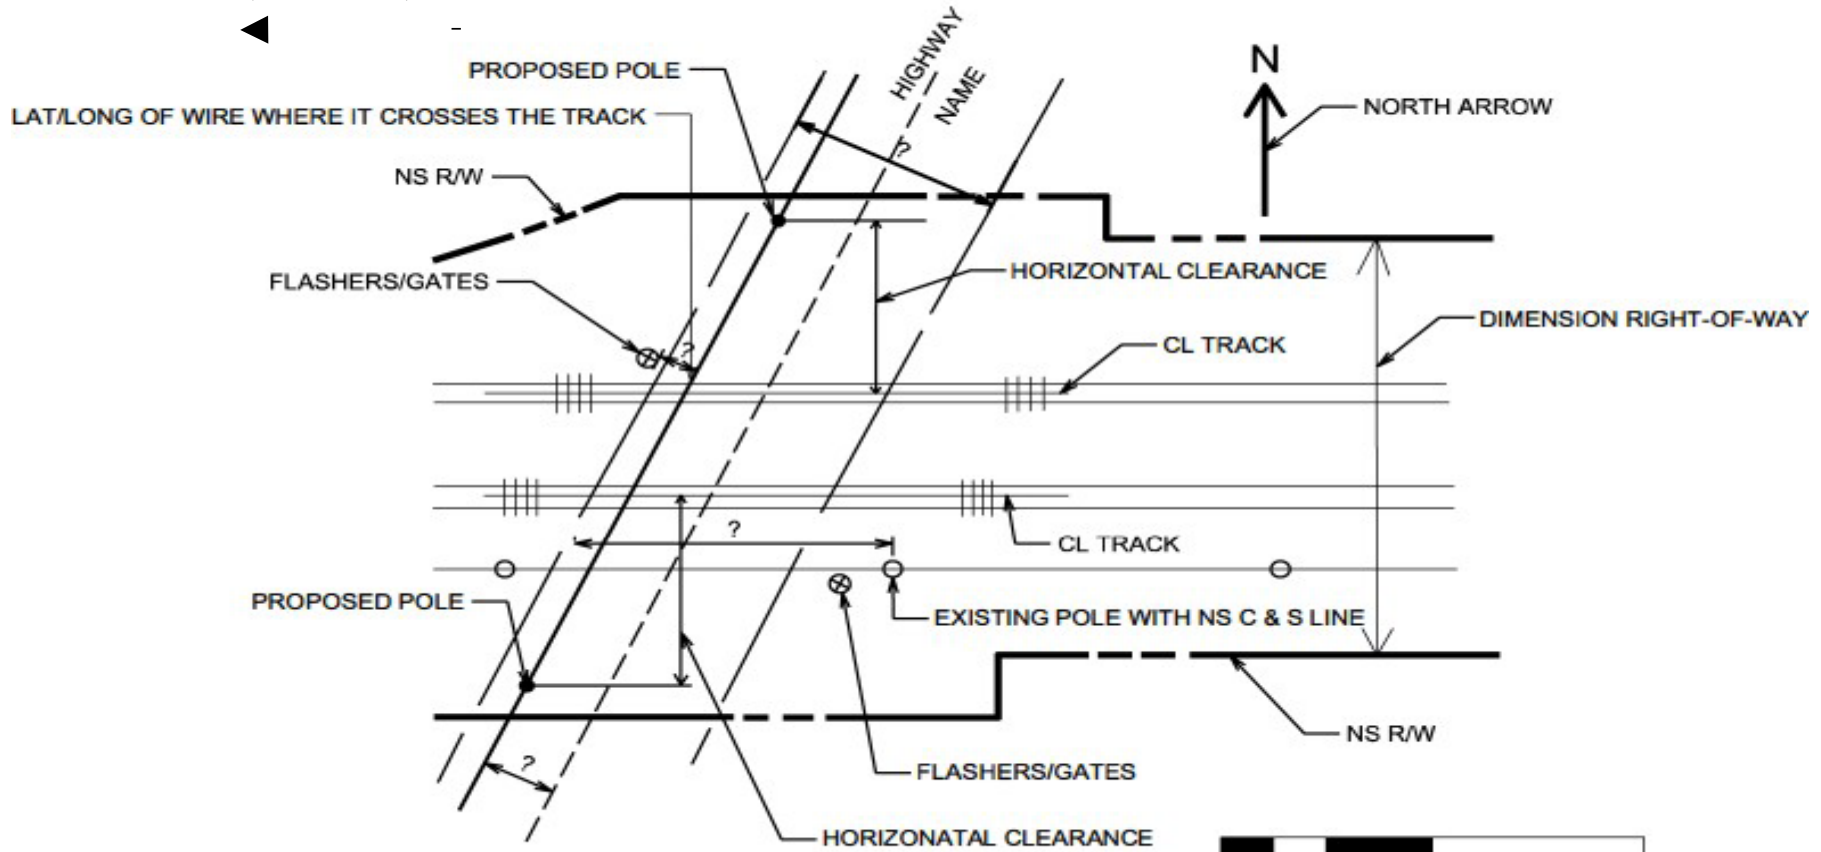 PROPOSED POLE
HIGHWAY
NAME
N
LAT/LONG OF WIRE WHERE IT CROSSES THE TRACK
NORTH ARROW
?
NS R/W
FLASHERS/GATES
HORIZONTAL CLEARANCE
DIMENSION RIGHT-OF-WAY
?
CL TRACK
?
CL TRACK
PROPOSED POLE
EXISTING POLE WITH NS C & S LINE
NS R/W
?
FLASHERS/GATES
HORIZONATAL CLEARANCE